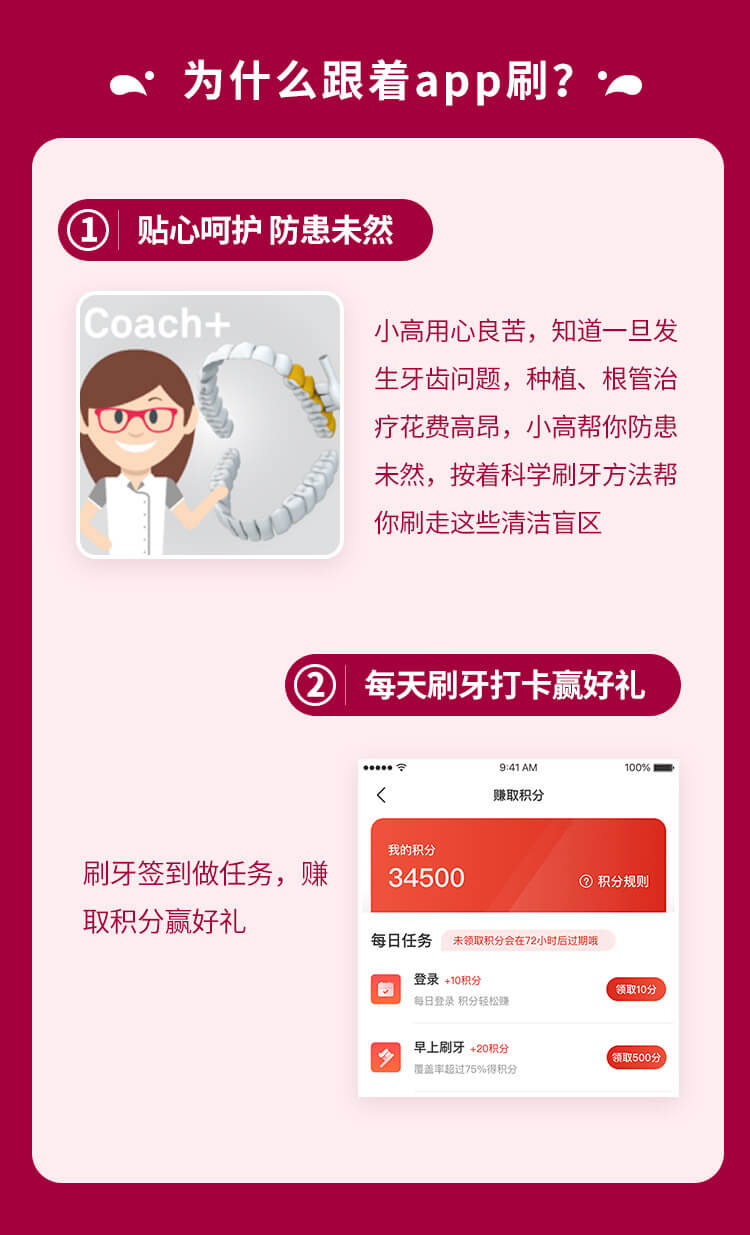 为什么跟着app刷？
① 贴心呵护 防患未然
Coach+
小高用心良苦，知道一旦发
生牙齿问题，种植、根管治
疗花费高昂，小高帮你防患
未然，按着科学刷牙方法帮
你刷走这些清洁盲区
② 每天刷牙打卡赢好礼
刷牙签到做任务，赚
取积分赢好礼
9:41 AM 100%
赚取积分
我的积分
34500
? 积分规则
每日任务 未领取积分会在72小时后过期哦
登录 +10积分
领取10分
每日登录 积分轻松赚
早上刷牙 +20积分
领取500分
覆盖率超过75%得积分